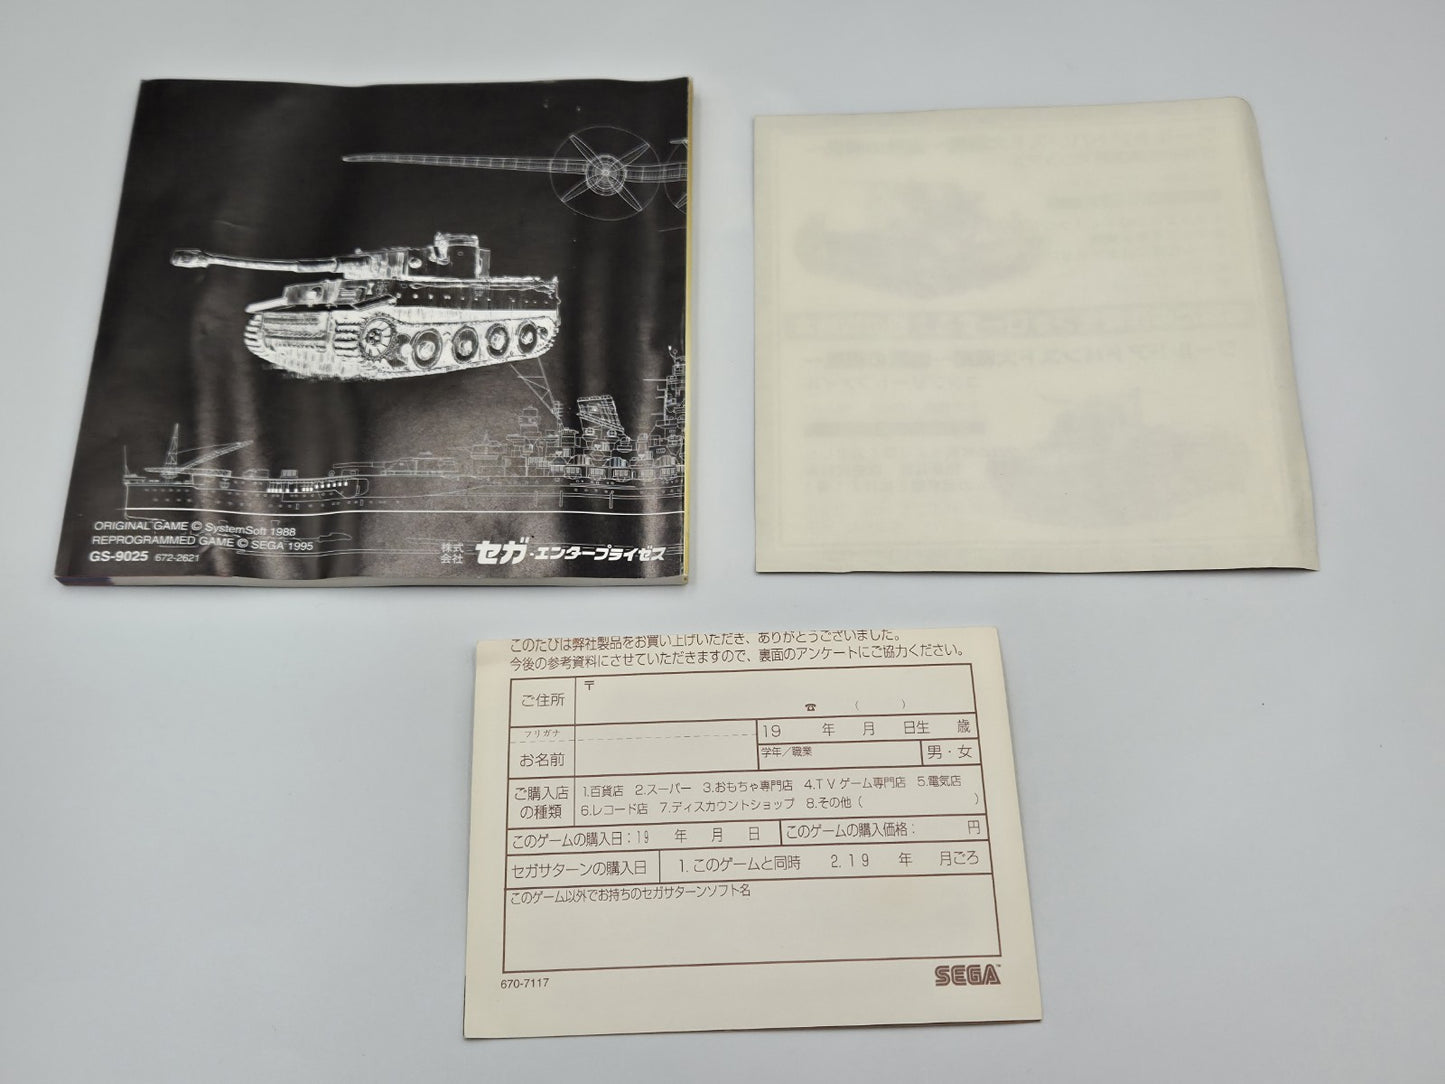 ORIGINAL GAME © SystemSoft 1988
REPROGRAMMED GAME © SEGA 1995
GS-9025 672-2621
株式会社 セガ・エンタープライゼス
このたびは弊社製品をお買い上げいただき、ありがとうございました。
今後の参考資料にさせていただきますので、裏面のアンケートにご協力ください。
ご住所 〒
☎ ( )
フリガナ
お名前
19 年 月 日生 歳
学年/職業 男・女
ご購入店の種類
1.百貨店 2.スーパー 3.おもちゃ専門店 4.TVゲーム専門店 5.電気店
6.レコード店 7.ディスカウントショップ 8.その他( )
このゲームの購入日:19 年 月 日 このゲームの購入価格: 円
セガサターンの購入日 1.このゲームと同時 2.19 年 月ごろ
このゲーム以外でお持ちのセガサターンソフト名
670-7117
SEGA™